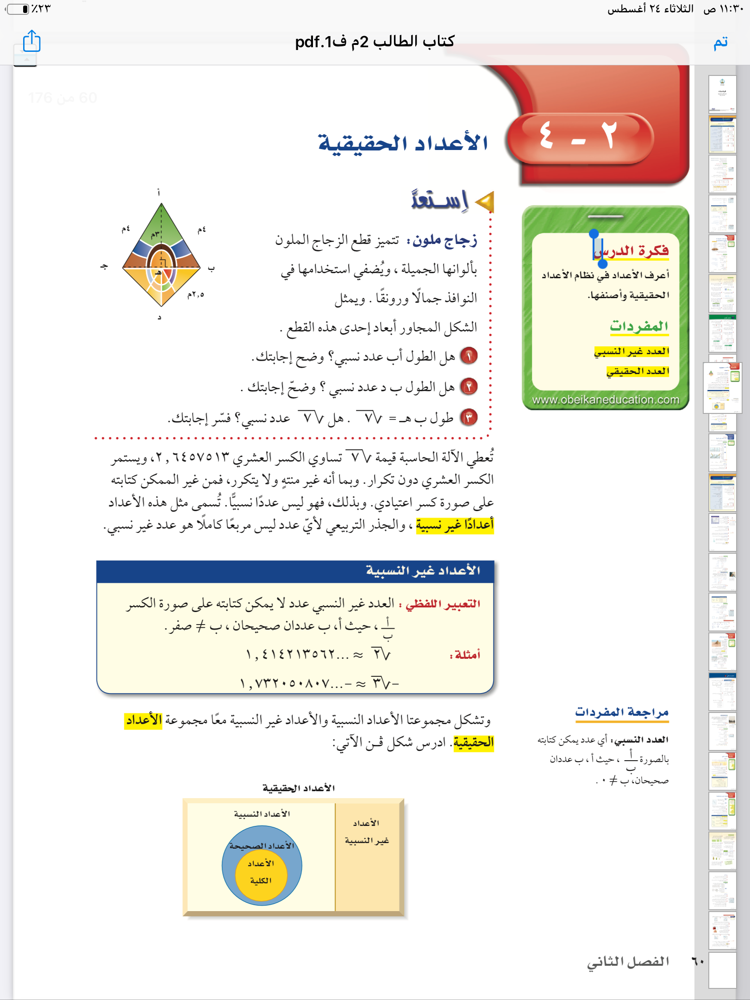 ١١:٣٠ ص الثلاثاء ٢٤ أغسطس
٪٢٣
تم
كتاب الطالب 2م ف1.pdf
60 من 176
٢ - ٤
الأعداد الحقيقية
فكرة الدرس
أعرف الأعداد في نظام الأعداد
الحقيقية وأصنفها.
المفردات
العدد غير النسبي
العدد الحقيقي
www.obeikaneducation.com
إستعدَّ
زجاج ملون: تتميز قطع الزجاج الملون
بألوانها الجميلة ، ويُضفي استخدامها في
النوافذ جمالًا ورونقًا . ويمثل
الشكل المجاور أبعاد إحدى هذه القطع .
أ
٤م
٤م
٣م
جـ
ب
هـ
٢,٥م
د
١ هل الطول أب عدد نسبي؟ وضح إجابتك.
٢ هل الطول ب د عدد نسبي ؟ وضحّ إجابتك .
٣ طول ب هـ = √٧ . هل √٧ عدد نسبي؟ فسّر إجابتك.
تُعطي الآلة الحاسبة قيمة √٧ تساوي الكسر العشري ٢,٦٤٥٧٥١٣، ويستمر
الكسر العشري دون تكرار. وبما أنه غير منتهٍ ولا يتكرر، فمن غير الممكن كتابته
على صورة كسر اعتيادي. وبذلك، فهو ليس عددًا نسبيًّا. تُسمى مثل هذه الأعداد
أعدادًا غير نسبية ، والجذر التربيعي لأيّ عدد ليس مربعًا كاملًا هو عدد غير نسبي.
الأعداد غير النسبية
التعبير اللفظي : العدد غير النسبي عدد لا يمكن كتابته على صورة الكسر
أ/ب ، حيث أ، ب عددان صحيحان ، ب ≠ صفر.
أمثلة: √٢ ≈ ١,٤١٤٢١٣٥٦٢...
-√٣ ≈ -١,٧٣٢٠٥٠٨٠٧...
وتشكل مجموعتا الأعداد النسبية والأعداد غير النسبية معًا مجموعة الأعداد
الحقيقية. ادرس شكل ڤـن الآتي:
مراجعة المفردات
العدد النسبي: أي عدد يمكن كتابته
بالصورة أ/ب ، حيث أ ، ب عددان
صحيحان، ب ≠ ٠ .
الأعداد الحقيقية
الأعداد
غير النسبية
الأعداد النسبية
الأعداد الصحيحة
الأعداد
الكلية
٦٠ الفصل الثاني